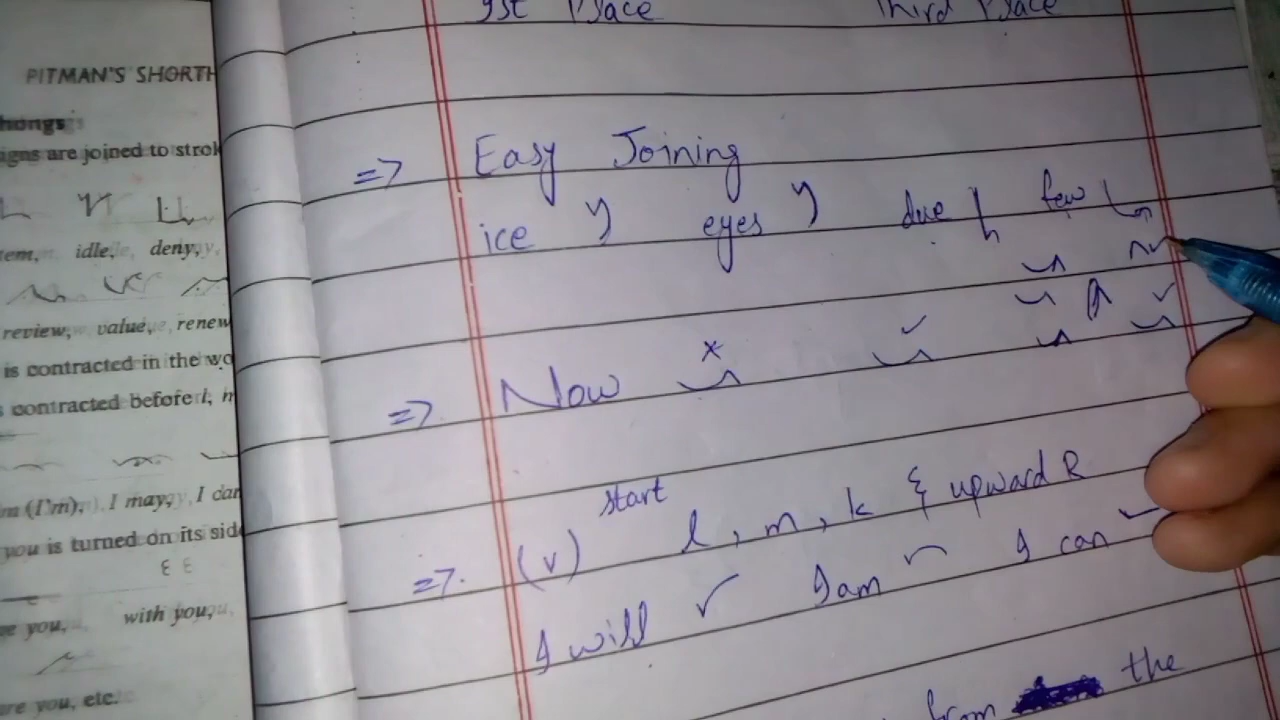 1st Place Third Place
=> Easy Joining
ice eyes due few
=> Now
start
=> (v) l, m, k & upward R
I will I am I can
from the
PITMAN'S SHORTH
hongs
igns are joined to strok
tem, idle, deny,
review, value, renew
is contracted in the wo
contracted before l,
m (I'm), I may, I can
you is turned on its side
e you, with you,
are you, etc.